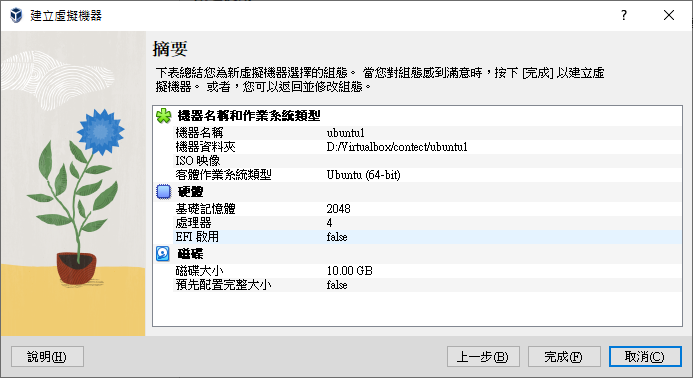 建立虛擬機器
?
摘要
下表總結您為新虛擬機器選擇的組態。 當您對組態感到滿意時，按下 [完成] 以建立虛
擬機器。 或者，您可以返回並修改組態。
機器名稱和作業系統類型
機器名稱 ubuntu1
機器資料夾 D:/Virtualbox/contect/ubuntu1
ISO 映像
客體作業系統類型 Ubuntu (64-bit)
硬體
基礎記憶體 2048
處理器 4
EFI 啟用 false
磁碟
磁碟大小 10.00 GB
預先配置完整大小 false
說明(H) 上一步(B) 完成(F) 取消(C)